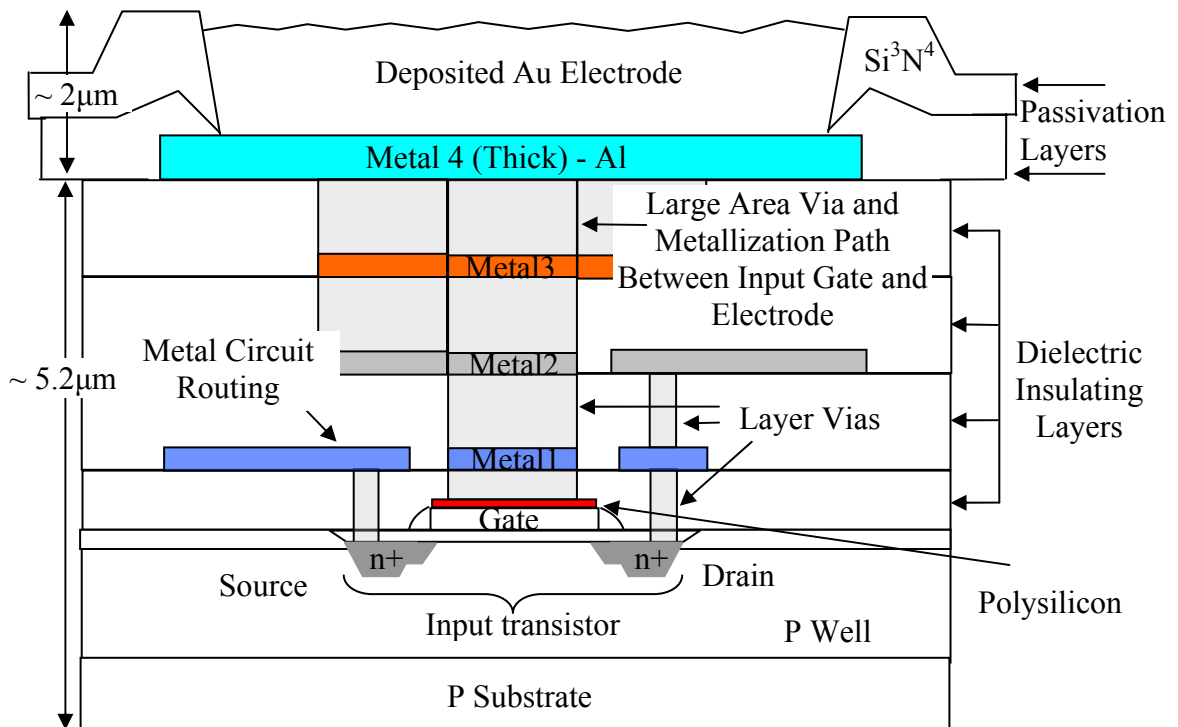 Deposited Au Electrode
Si³N⁴
~ 2μm
Passivation
Layers
Metal 4 (Thick) - Al
Large Area Via and
Metallization Path
Between Input Gate and
Electrode
Metal3
Metal Circuit
Routing
Metal2
~ 5.2μm
Dielectric
Insulating
Layers
Layer Vias
Metal1
Gate
n+
n+
Source
Drain
Polysilicon
Input transistor
P Well
P Substrate